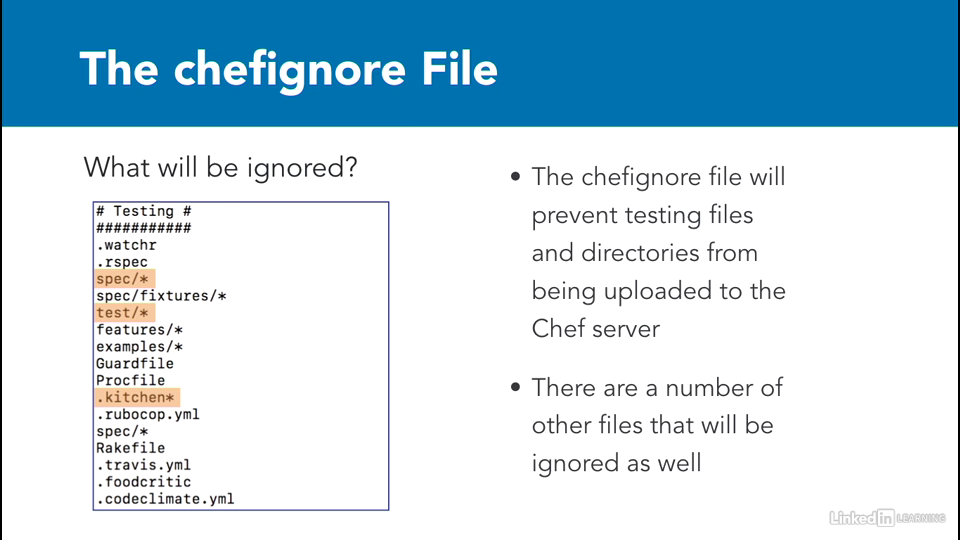 The chefignore File
What will be ignored?
# Testing #
###########
.watchr
.rspec
spec/*
spec/fixtures/*
test/*
features/*
examples/*
Guardfile
Procfile
.kitchen*
.rubocop.yml
spec/*
Rakefile
.travis.yml
.foodcritic
.codeclimate.yml
• The chefignore file will
prevent testing files
and directories from
being uploaded to the
Chef server
• There are a number of
other files that will be
ignored as well
LinkedIn LEARNING